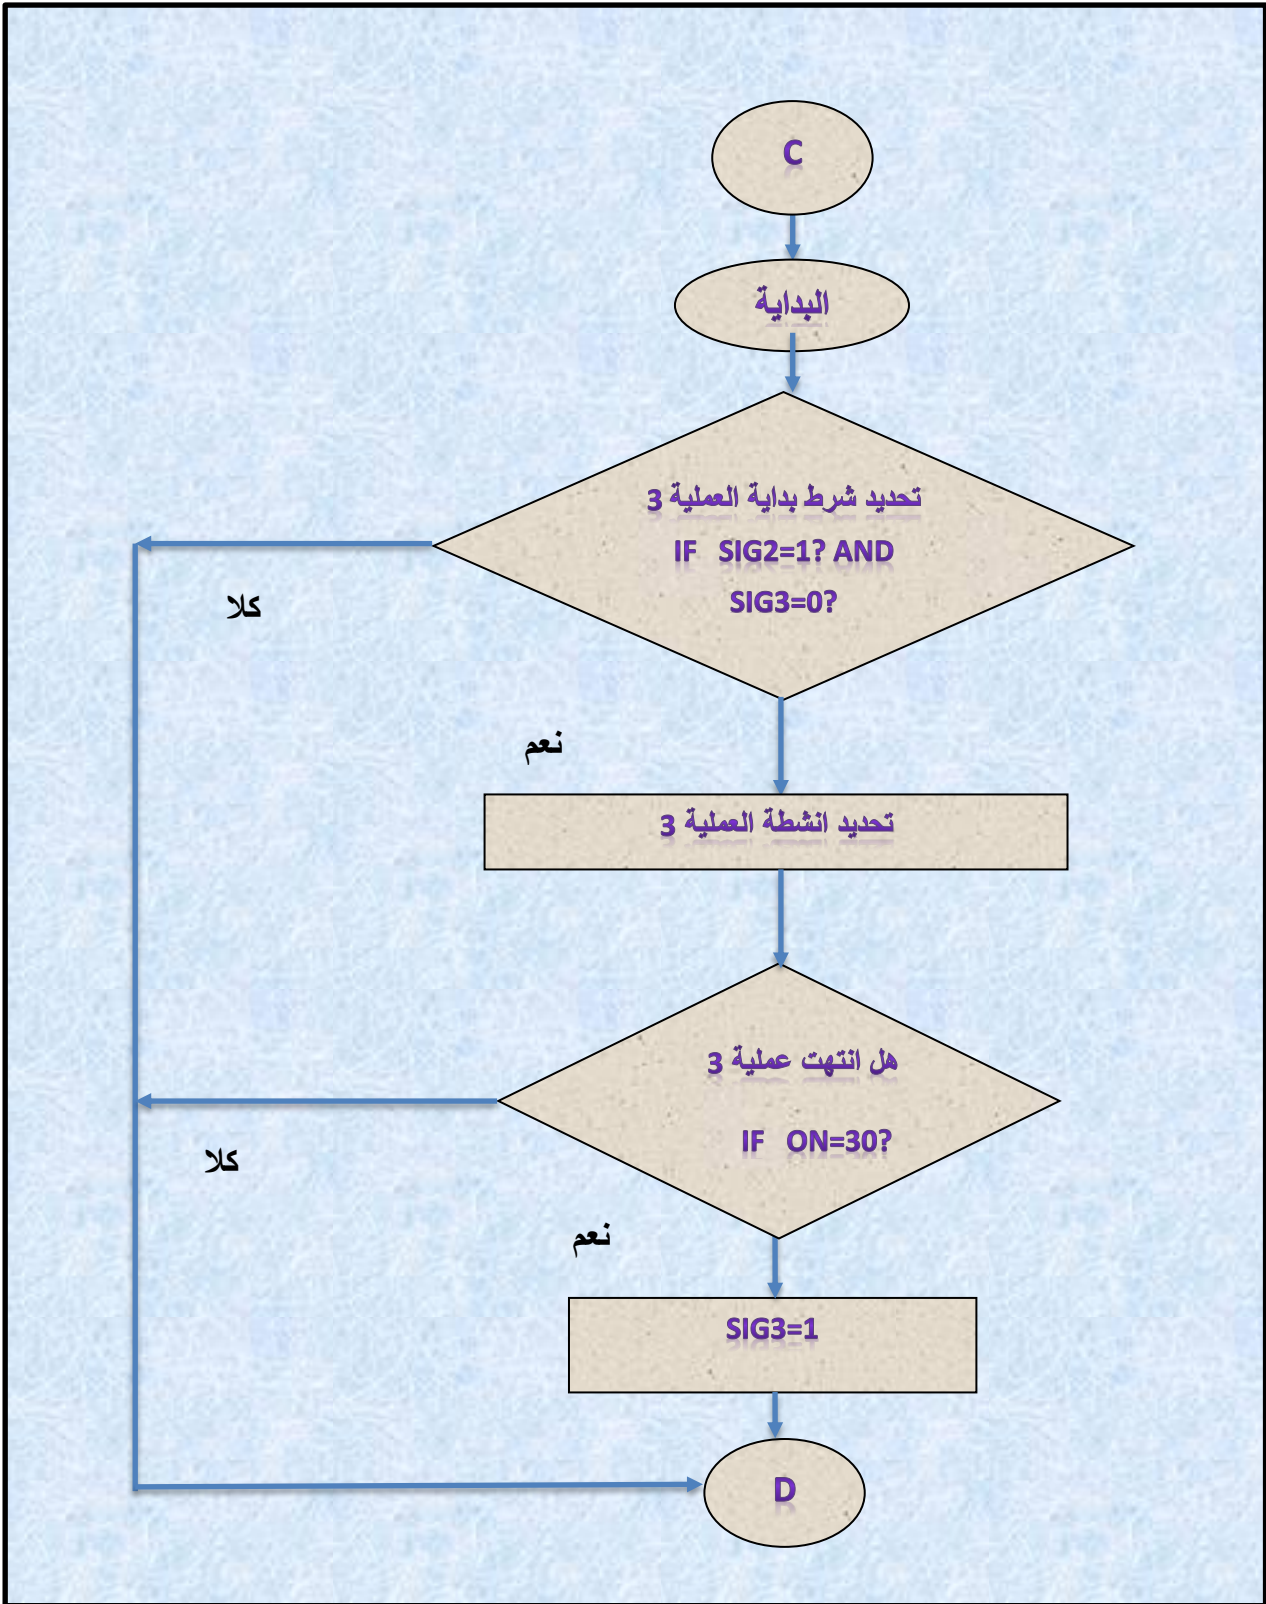 C
البداية
تحديد شرط بداية العملية 3
IF SIG2=1? AND
SIG3=0?
كلا
نعم
تحديد انشطة العملية 3
هل انتهت عملية 3
IF ON=30?
كلا
نعم
SIG3=1
D